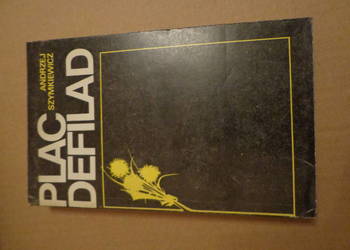 ANDRZEJ
SZYMKIEWICZ
PLAC
DEFILAD